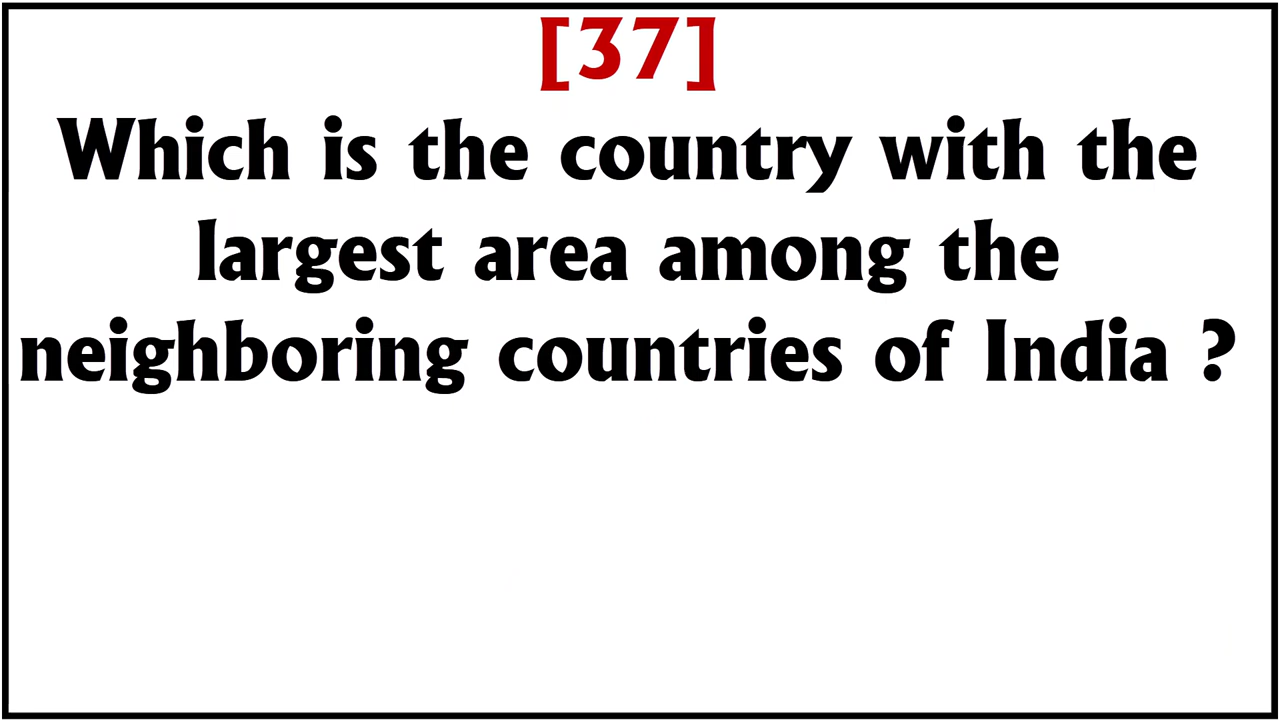 [37]
Which is the country with the
largest area among the
neighboring countries of India ?